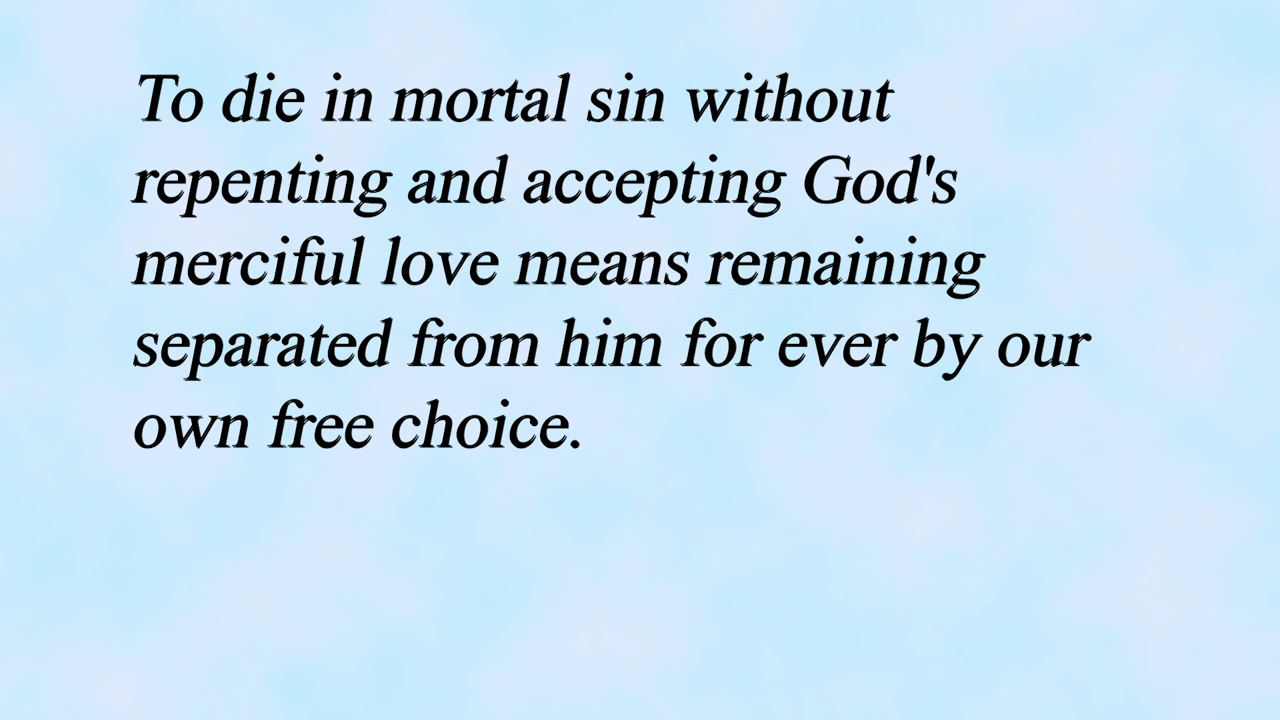 To die in mortal sin without
repenting and accepting God's
merciful love means remaining
separated from him for ever by our
own free choice.